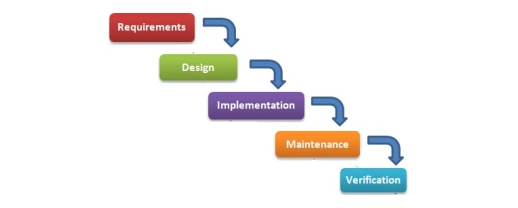 Requirements
Design
Implementation
Maintenance
Verification